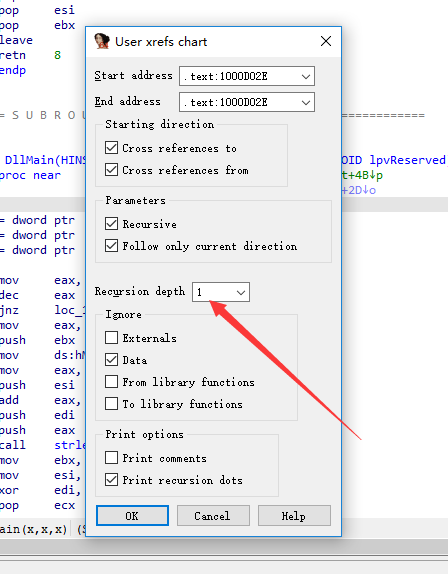 pop esi
pop ebx
leave
retn 8
endp
= S U B R O U
============
DllMain(HINS
OID lpvReserved
proc near
t+4B↓p
+2D↓o
= dword ptr
= dword ptr
= dword ptr
mov eax,
dec eax
jnz loc_1
mov eax,
push ebx
mov ds:hM
mov eax,
push esi
add eax,
push edi
push eax
call strle
mov ebx,
mov esi,
xor edi,
pop ecx
ain(x,x,x) (S
User xrefs chart
Start address .text:1000D02E
End address .text:1000D02E
Starting direction
Cross references to
Cross references from
Parameters
Recursive
Follow only current direction
Recursion depth 1
Ignore
Externals
Data
From library functions
To library functions
Print options
Print comments
Print recursion dots
OK Cancel Help